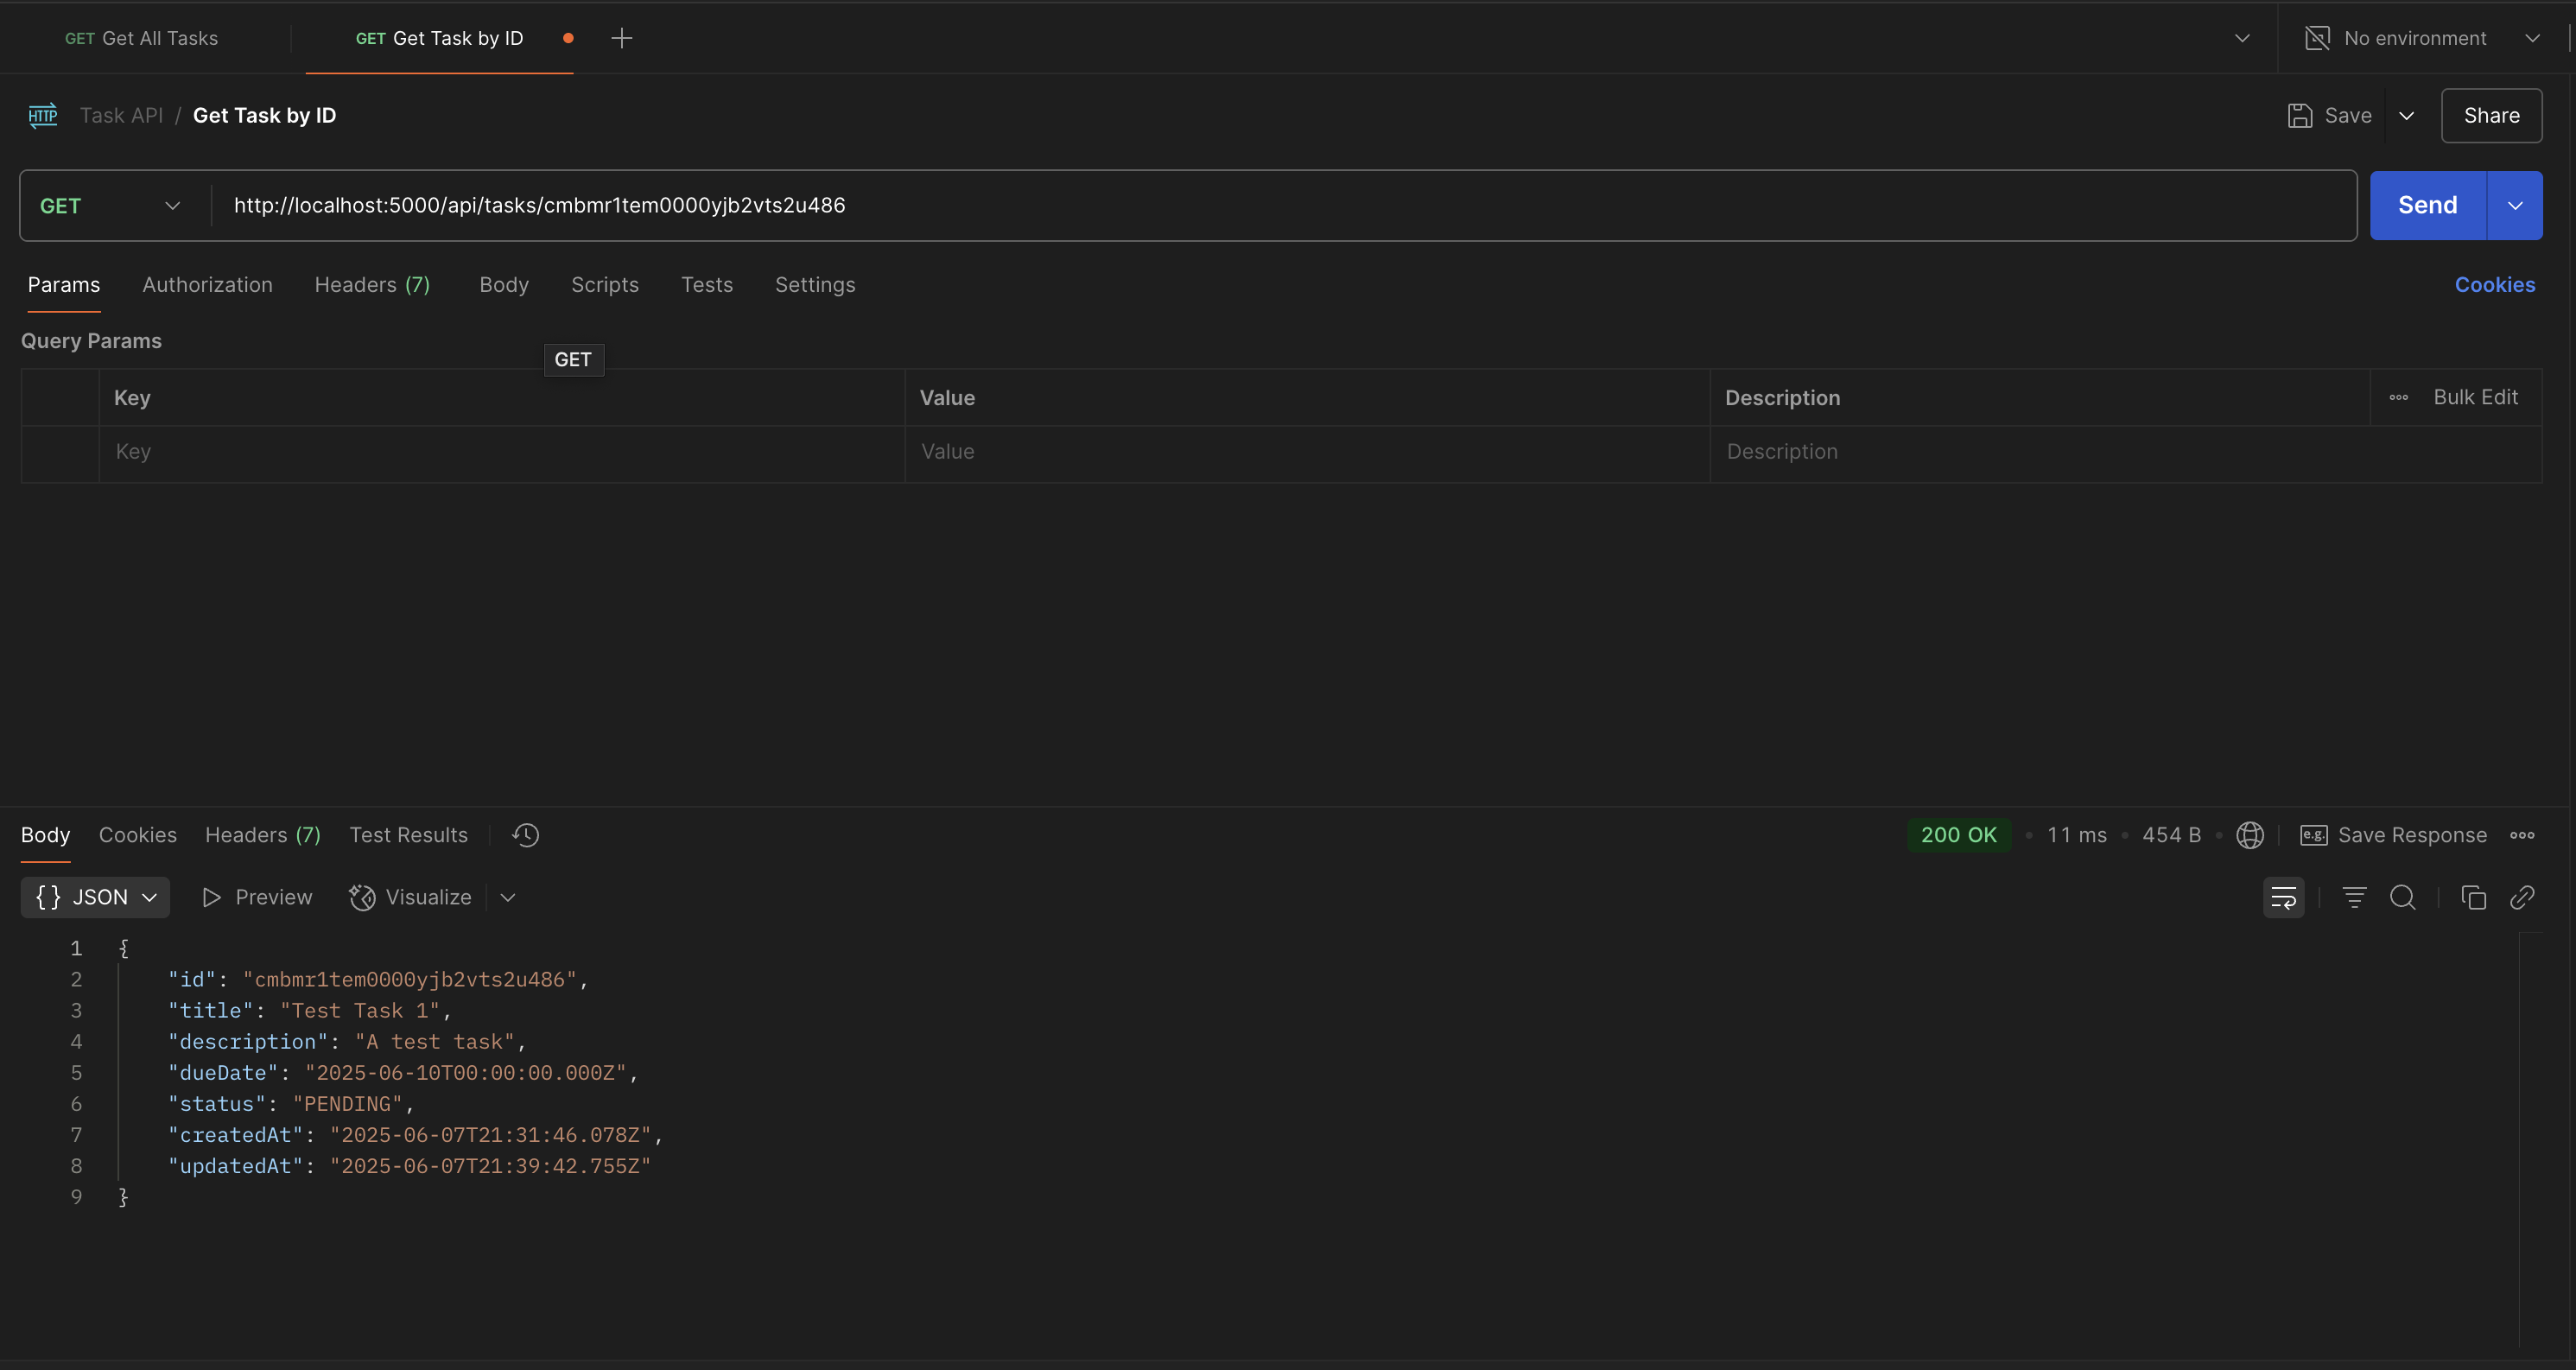 GET Get All Tasks GET Get Task by ID No environment
HTTP Task API / Get Task by ID Save Share
GET http://localhost:5000/api/tasks/cmbmr1tem0000yjb2vts2u486 Send
Params Authorization Headers (7) Body Scripts Tests Settings Cookies
Query Params
GET
Key Value Description Bulk Edit
Key Value Description
Body Cookies Headers (7) Test Results 200 OK • 11 ms • 454 B • e.g. Save Response
{} JSON Preview Visualize
1 {
2 "id": "cmbmr1tem0000yjb2vts2u486",
3 "title": "Test Task 1",
4 "description": "A test task",
5 "dueDate": "2025-06-10T00:00:00.000Z",
6 "status": "PENDING",
7 "createdAt": "2025-06-07T21:31:46.078Z",
8 "updatedAt": "2025-06-07T21:39:42.755Z"
9 }